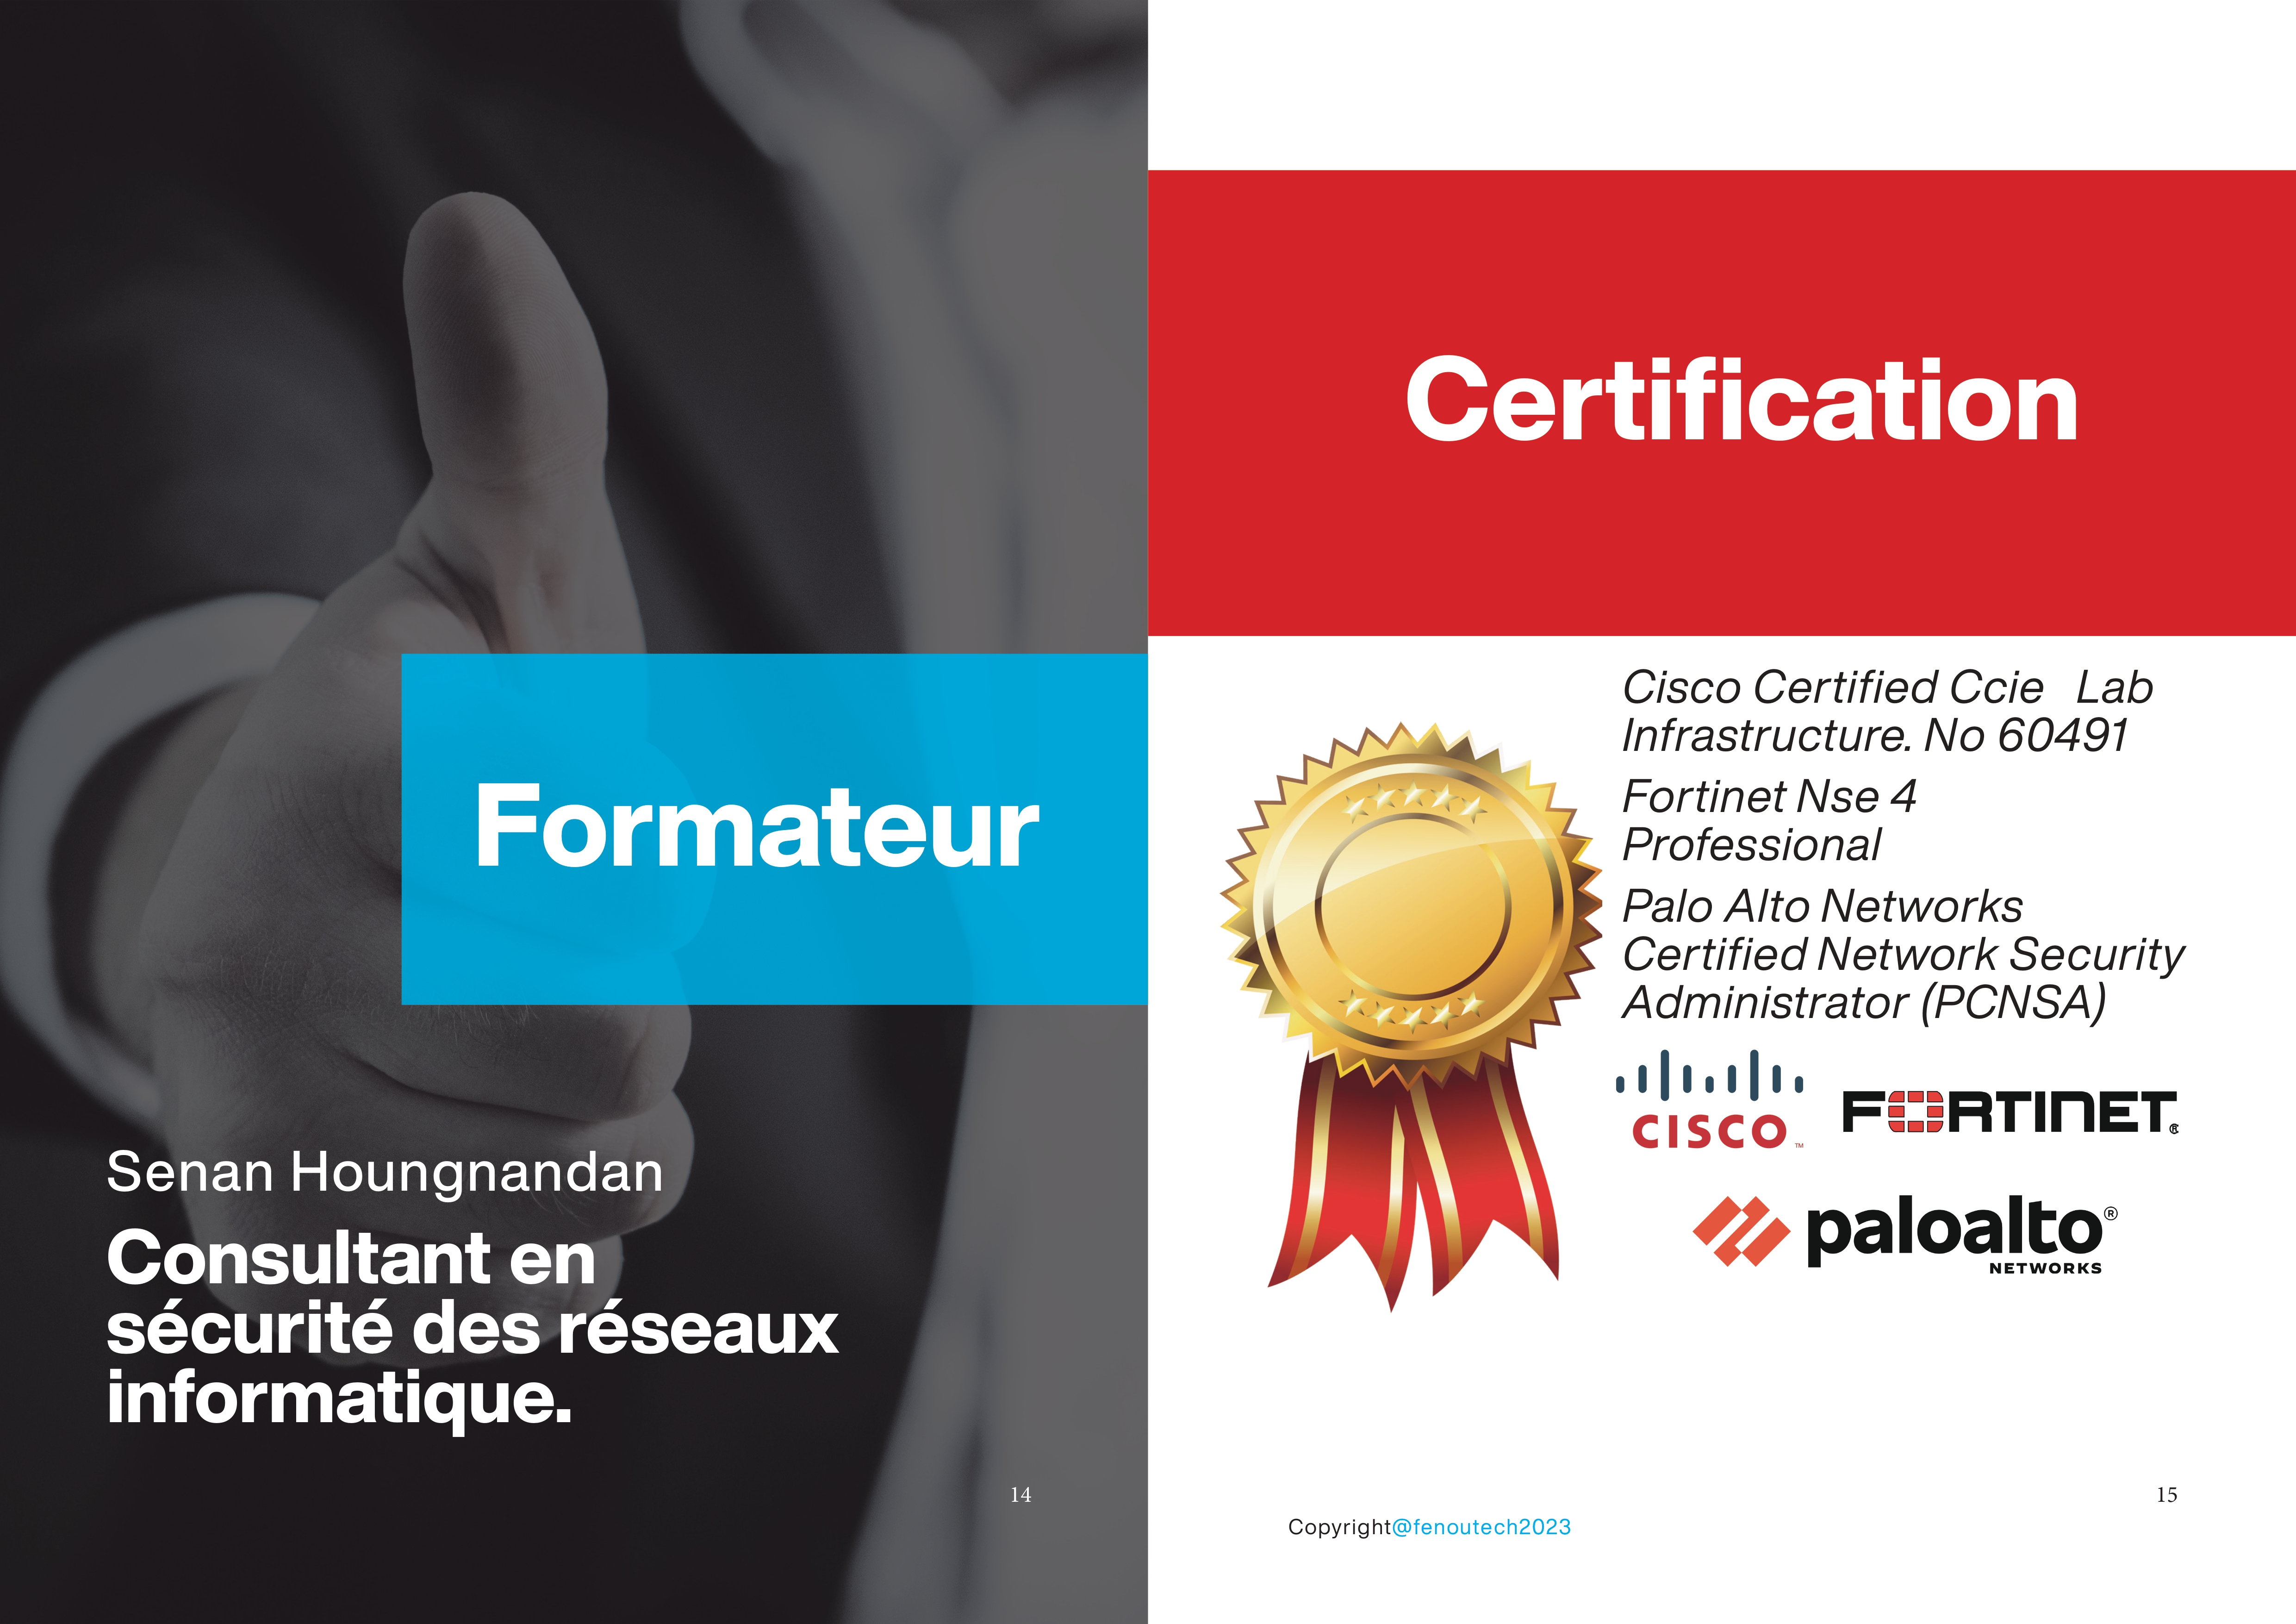 Formateur
Senan Houngnandan
Consultant en
sécurité des réseaux
informatique.
14
Certification
Cisco Certified Ccie Lab
Infrastructure. No 60491
Fortinet Nse 4
Professional
Palo Alto Networks
Certified Network Security
Administrator (PCNSA)
CISCO™
FORTINET®
paloalto®
NETWORKS
15
Copyright@fenoutech2023